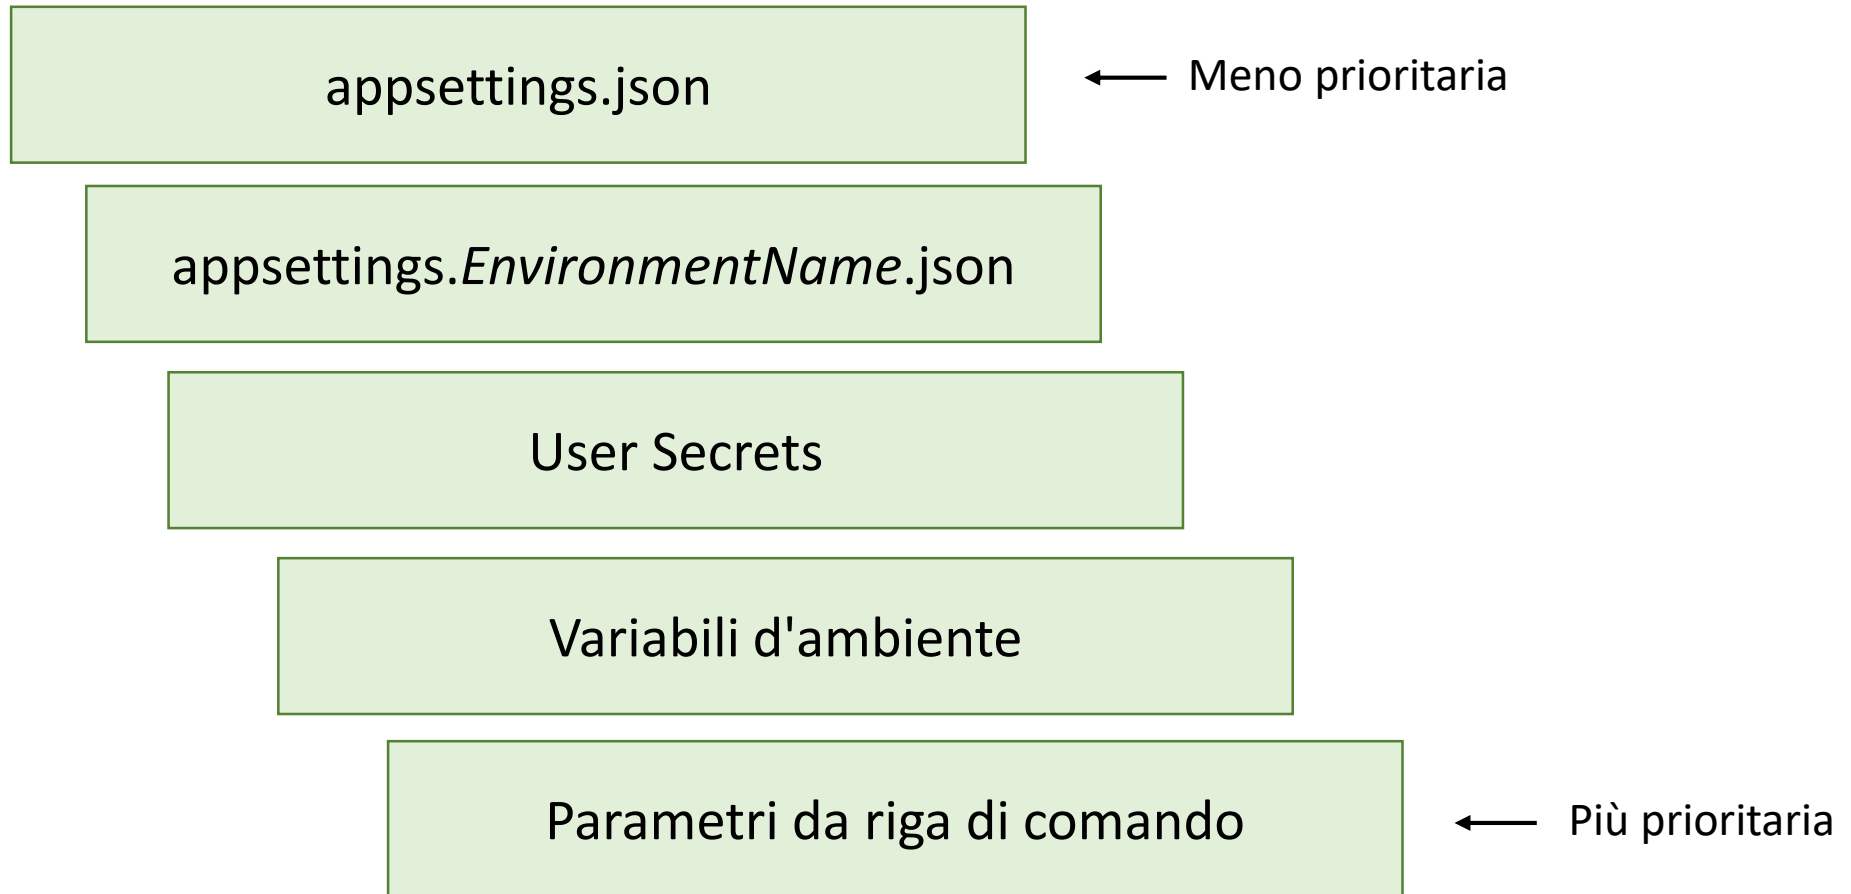 appsettings.json
Meno prioritaria
appsettings.EnvironmentName.json
User Secrets
Variabili d'ambiente
Parametri da riga di comando
Più prioritaria